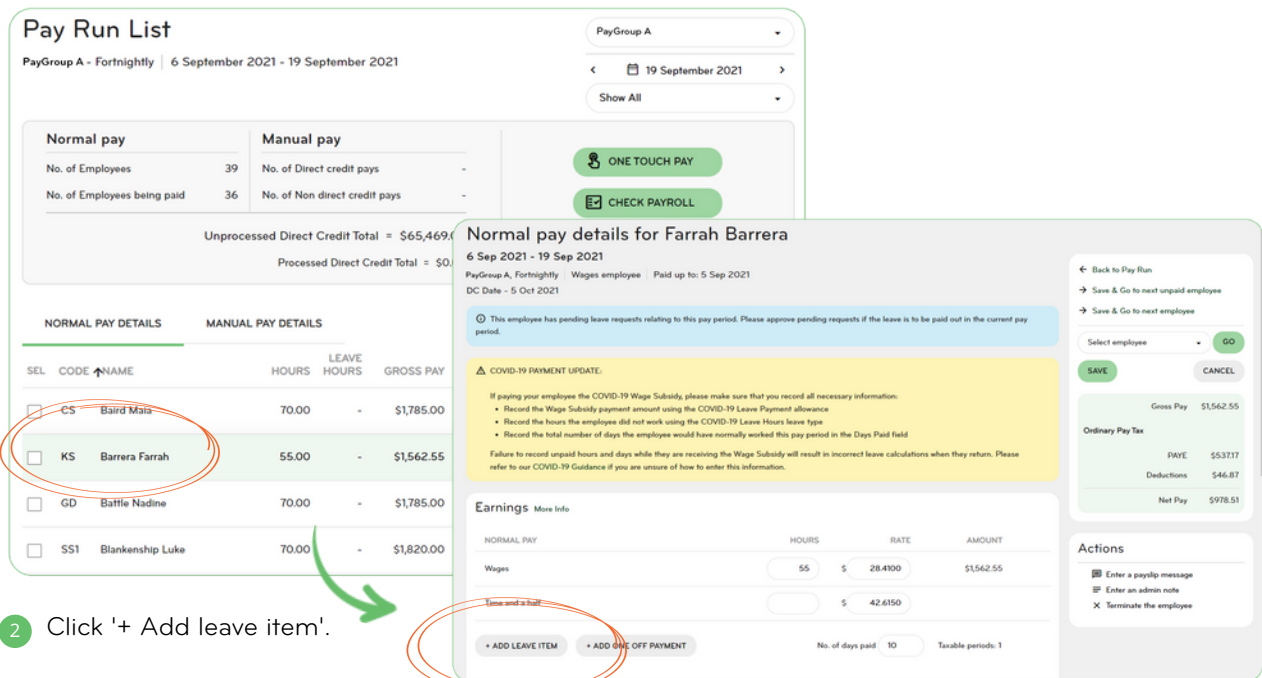 Pay Run List
PayGroup A - Fortnightly | 6 September 2021 - 19 September 2021
PayGroup A
19 September 2021
Show All
Normal pay
No. of Employees 39
No. of Employees being paid 36
Manual pay
No. of Direct credit pays -
No. of Non direct credit pays -
ONE TOUCH PAY
CHECK PAYROLL
Unprocessed Direct Credit Total = $65,469.
Processed Direct Credit Total = $0.
NORMAL PAY DETAILS MANUAL PAY DETAILS
SEL CODE NAME HOURS LEAVE HOURS GROSS PAY
CS Baird Maia 70.00 - $1,785.00
KS Barrera Farrah 55.00 - $1,562.55
GD Battle Nadine 70.00 - $1,785.00
SS1 Blankenship Luke 70.00 - $1,820.00
2 Click '+ Add leave item'.
Normal pay details for Farrah Barrera
6 Sep 2021 - 19 Sep 2021
PayGroup A, Fortnightly | Wages employee | Paid up to: 5 Sep 2021
DC Date - 5 Oct 2021
This employee has pending leave requests relating to this pay period. Please approve pending requests if the leave is to be paid out in the current pay
period.
COVID-19 PAYMENT UPDATE:
If paying your employee the COVID-19 Wage Subsidy, please make sure that you record all necessary information:
• Record the Wage Subsidy payment amount using the COVID-19 Leave Payment allowance
• Record the hours the employee did not work using the COVID-19 Leave Hours leave type
• Record the total number of days the employee would have normally worked this pay period in the Days Paid field
Failure to record unpaid hours and days while they are receiving the Wage Subsidy will result in incorrect leave calculations when they return. Please
refer to our COVID-19 Guidance if you are unsure of how to enter this information.
Earnings More Info
NORMAL PAY HOURS RATE AMOUNT
Wages 55 $ 28.4100 $1,562.55
Time and a half $ 42.6150
+ ADD LEAVE ITEM + ADD ONE OFF PAYMENT No. of days paid 10 Taxable periods: 1
← Back to Pay Run
→ Save & Go to next unpaid employee
→ Save & Go to next employee
Select employee GO
SAVE CANCEL
Gross Pay $1,562.55
Ordinary Pay Tax
PAYE $537.17
Deductions $46.87
Net Pay $978.51
Actions
Enter a payslip message
Enter an admin note
Terminate the employee